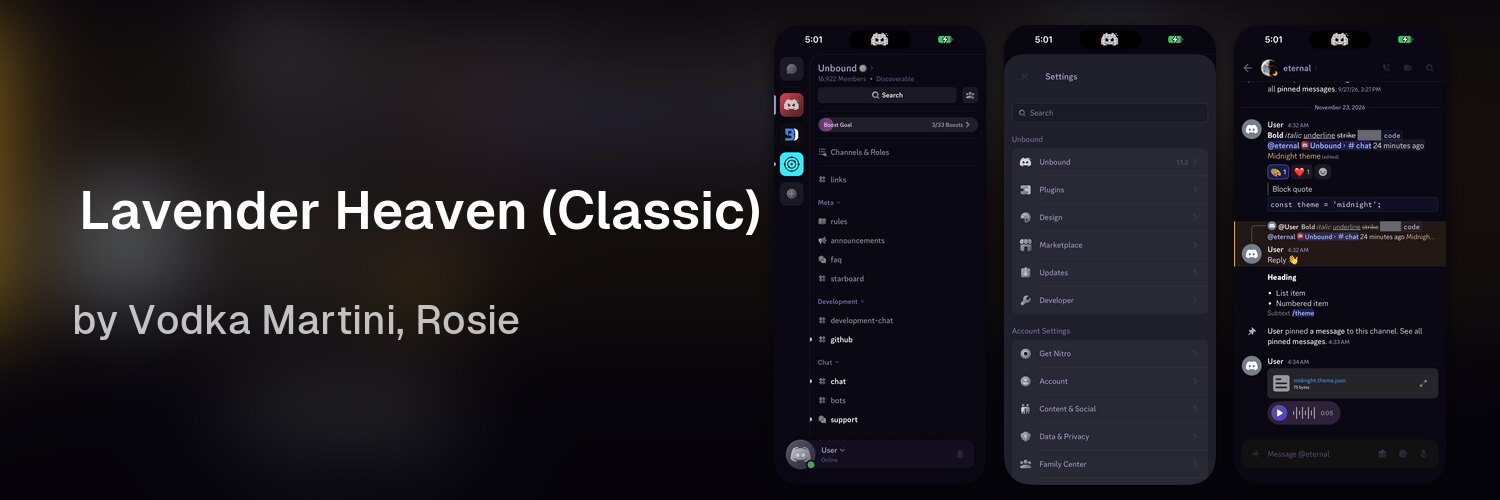 Lavender Heaven (Classic)
by Vodka Martini, Rosie
5:01
Unbound
16,922 Members • Discoverable
Search
Boost Goal
3/33 Boosts
Channels & Roles
links
Meta
rules
announcements
faq
starboard
Development
development-chat
github
Chat
chat
bots
support
User
Online
5:01
Settings
Search
Unbound
Unbound 1.1.2
Plugins
Design
Marketplace
Updates
Developer
Account Settings
Get Nitro
Account
Content & Social
Data & Privacy
Family Center
5:01
eternal
all pinned messages. 9/27/26, 3:27 PM
November 23, 2026
User 4:32 AM
Bold italic underline strike code
@eternal Unbound › # chat 24 minutes ago
Midnight theme (edited)
1 1
Block quote
const theme = 'midnight';
@User Bold italic underline strike code
@eternal Unbound › # chat 24 minutes ago Midnigh...
User 4:32 AM
Reply
Heading
• List item
• Numbered item
Subtext /theme
User pinned a message to this channel. See all
pinned messages. 4:33 AM
User 4:34 AM
midnight.theme.json
75 bytes
0:05
Message @eternal